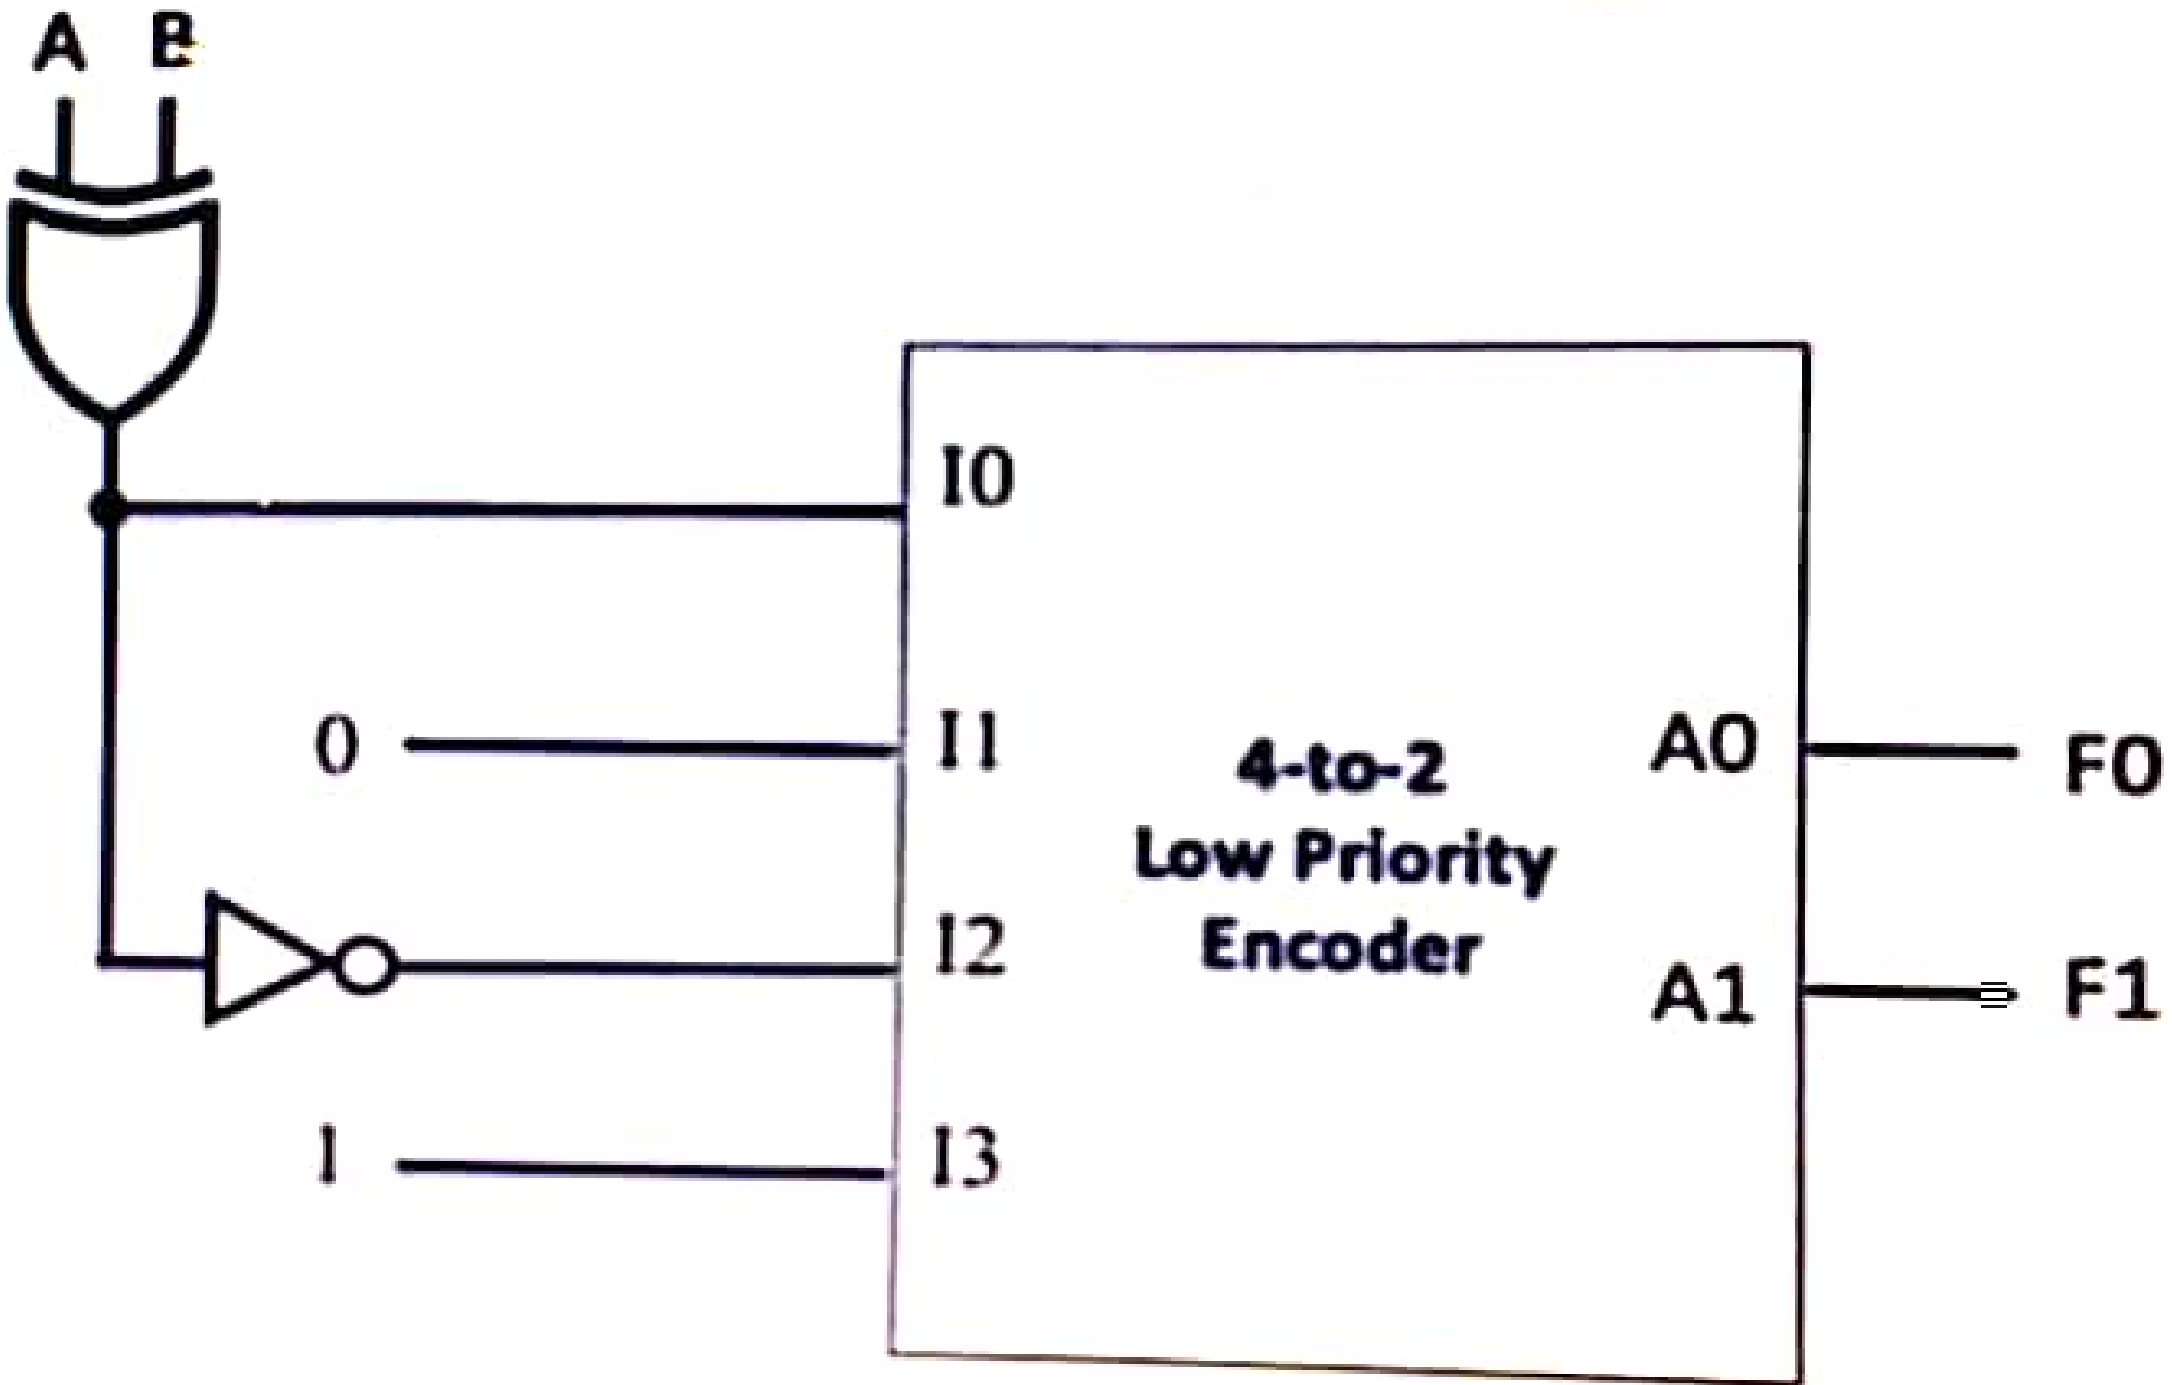 A B
I0
0 I1
4-to-2
Low Priority
Encoder
A0 F0
I2
A1 F1
1 I3